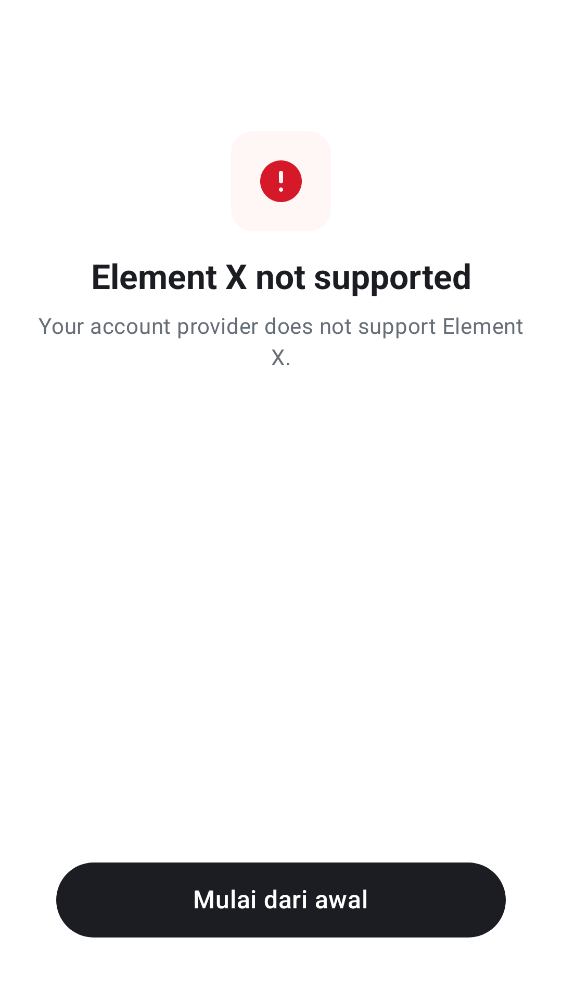 Element X not supported
Your account provider does not support Element
X.
Mulai dari awal